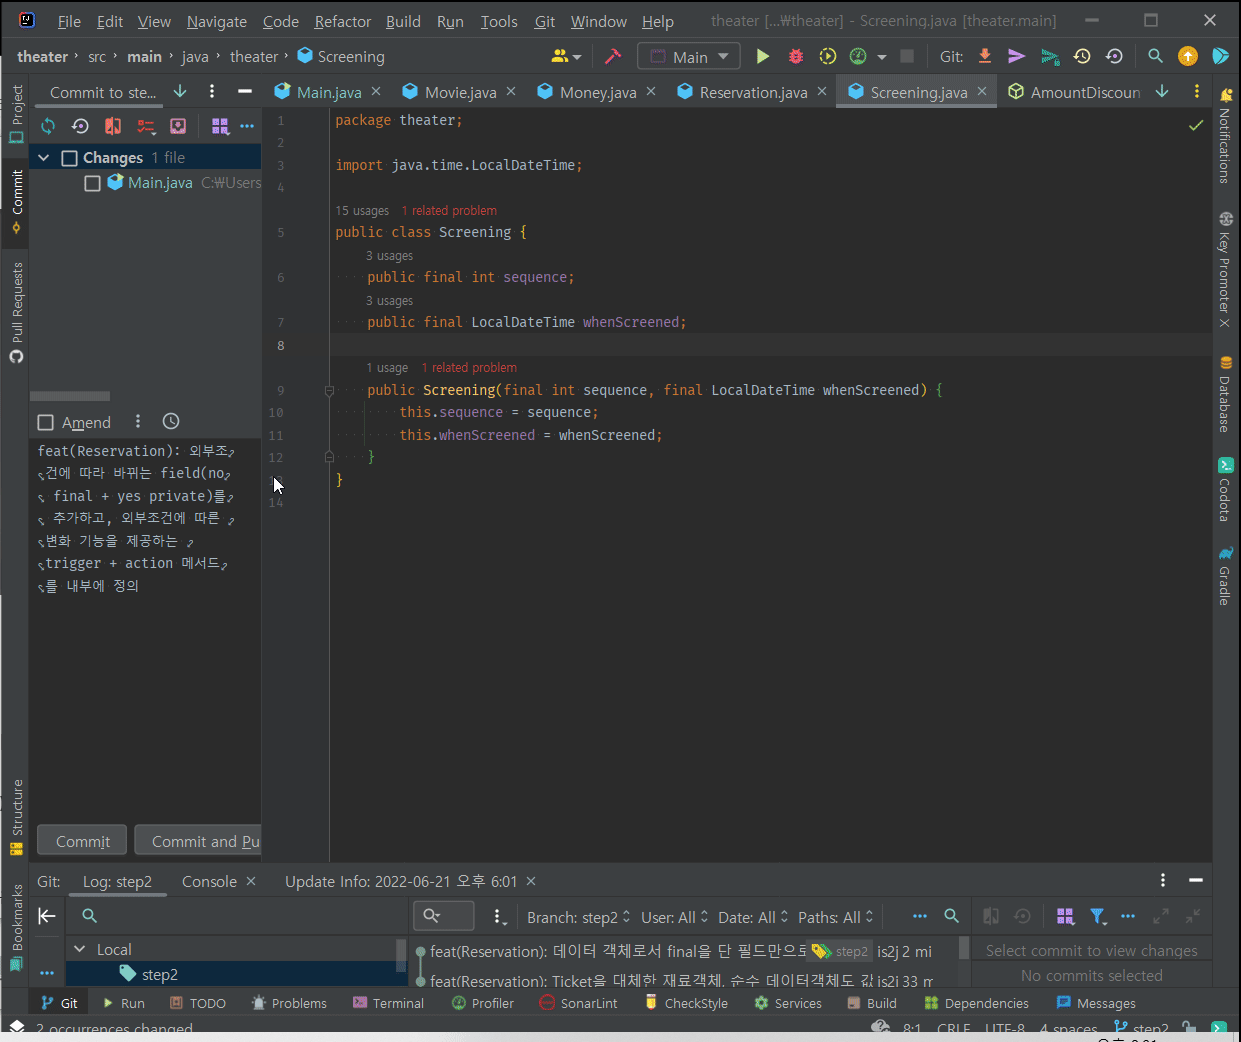 File Edit View Navigate Code Refactor Build Run Tools Git Window Help theater [...₩theater] - Screening.java [theater.main]
theater › src › main › java › theater › Screening Main Git:
Commit to ste...
Main.java Movie.java Money.java Reservation.java Screening.java AmountDiscoun
Project
Commit
Pull Requests
Structure
Bookmarks
Changes 1 file
Main.java C:₩Users
Amend
feat(Reservation): 외부조
건에 따라 바뀌는 field(no
final + yes private)를
추가하고, 외부조건에 따른
변화 기능을 제공하는
trigger + action 메서드
를 내부에 정의
Commit Commit and Pu
1 package theater;
2
3 import java.time.LocalDateTime;
4
15 usages 1 related problem
5 public class Screening {
3 usages
6 public final int sequence;
3 usages
7 public final LocalDateTime whenScreened;
8
1 usage 1 related problem
9 public Screening(final int sequence, final LocalDateTime whenScreened) {
10 this.sequence = sequence;
11 this.whenScreened = whenScreened;
12 }
}
14
Notifications
Key Promoter X
Database
Codota
Gradle
Git: Log: step2 Console Update Info: 2022-06-21 오후 6:01
Branch: step2 User: All Date: All Paths: All
Local
step2
feat(Reservation): 데이터 객체로서 final을 단 필드만으로 step2 is2j 2 mi
feat(Reservation): Ticket을 대체한 재료객체. 순수 데이터객체도 값 is2j 33 m
Select commit to view changes
No commits selected
Git Run TODO Problems Terminal Profiler SonarLint CheckStyle Services Build Dependencies Messages
2 occurrences changed 8:1 CRLF UTF-8 4 spaces step2